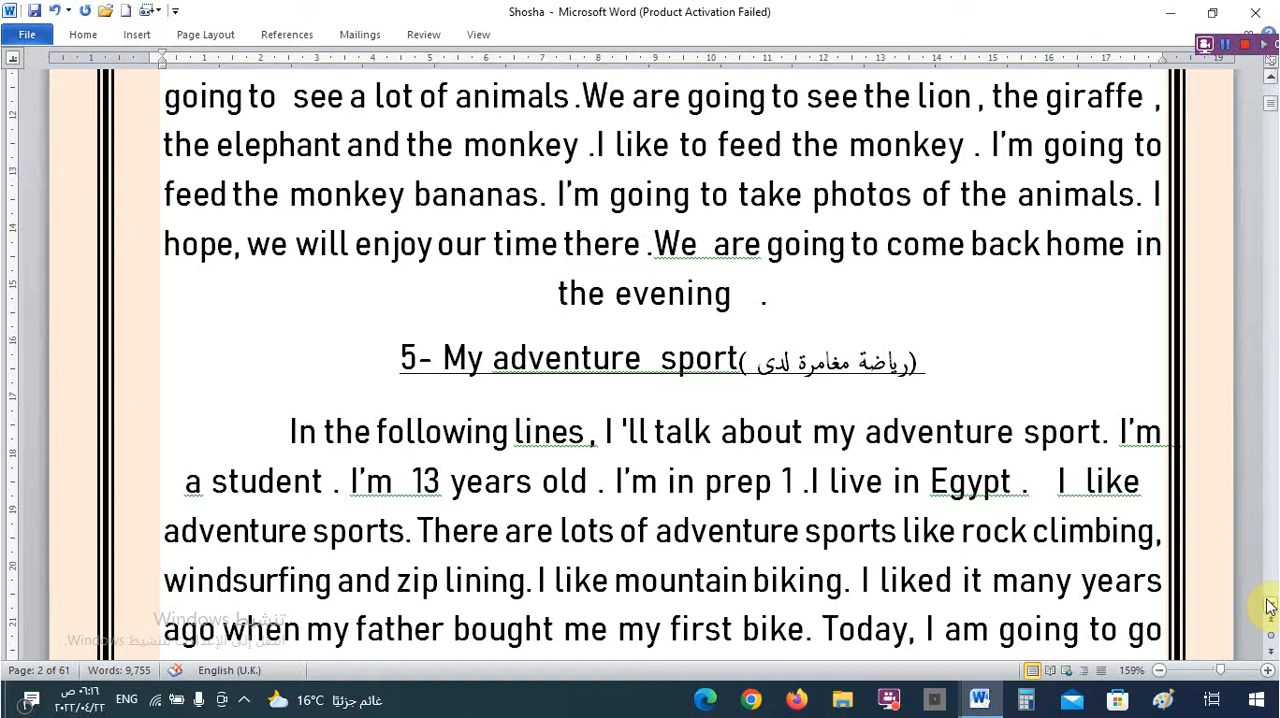 Shosha - Microsoft Word (Product Activation Failed)
File Home Insert Page Layout References Mailings Review View
going to see a lot of animals .We are going to see the lion , the giraffe ,
the elephant and the monkey .I like to feed the monkey . I’m going to
feed the monkey bananas. I’m going to take photos of the animals. I
hope, we will enjoy our time there .We are going to come back home in
the evening .
5- My adventure sport( رياضة مغامرة لدى)
In the following lines , I 'll talk about my adventure sport. I’m
a student . I’m 13 years old . I’m in prep 1 .I live in Egypt . I like
adventure sports. There are lots of adventure sports like rock climbing,
windsurfing and zip lining. I like mountain biking. I liked it many years
تنشيط Windows
ago when my father bought me my first bike. Today, I am going to go
Page: 2 of 61 Words: 9,755 English (U.K.) 159%
ENG 16°C غائم جزئيًا
٠٦:١٦ ص
٢٠٢٢/٠٤/٢٢